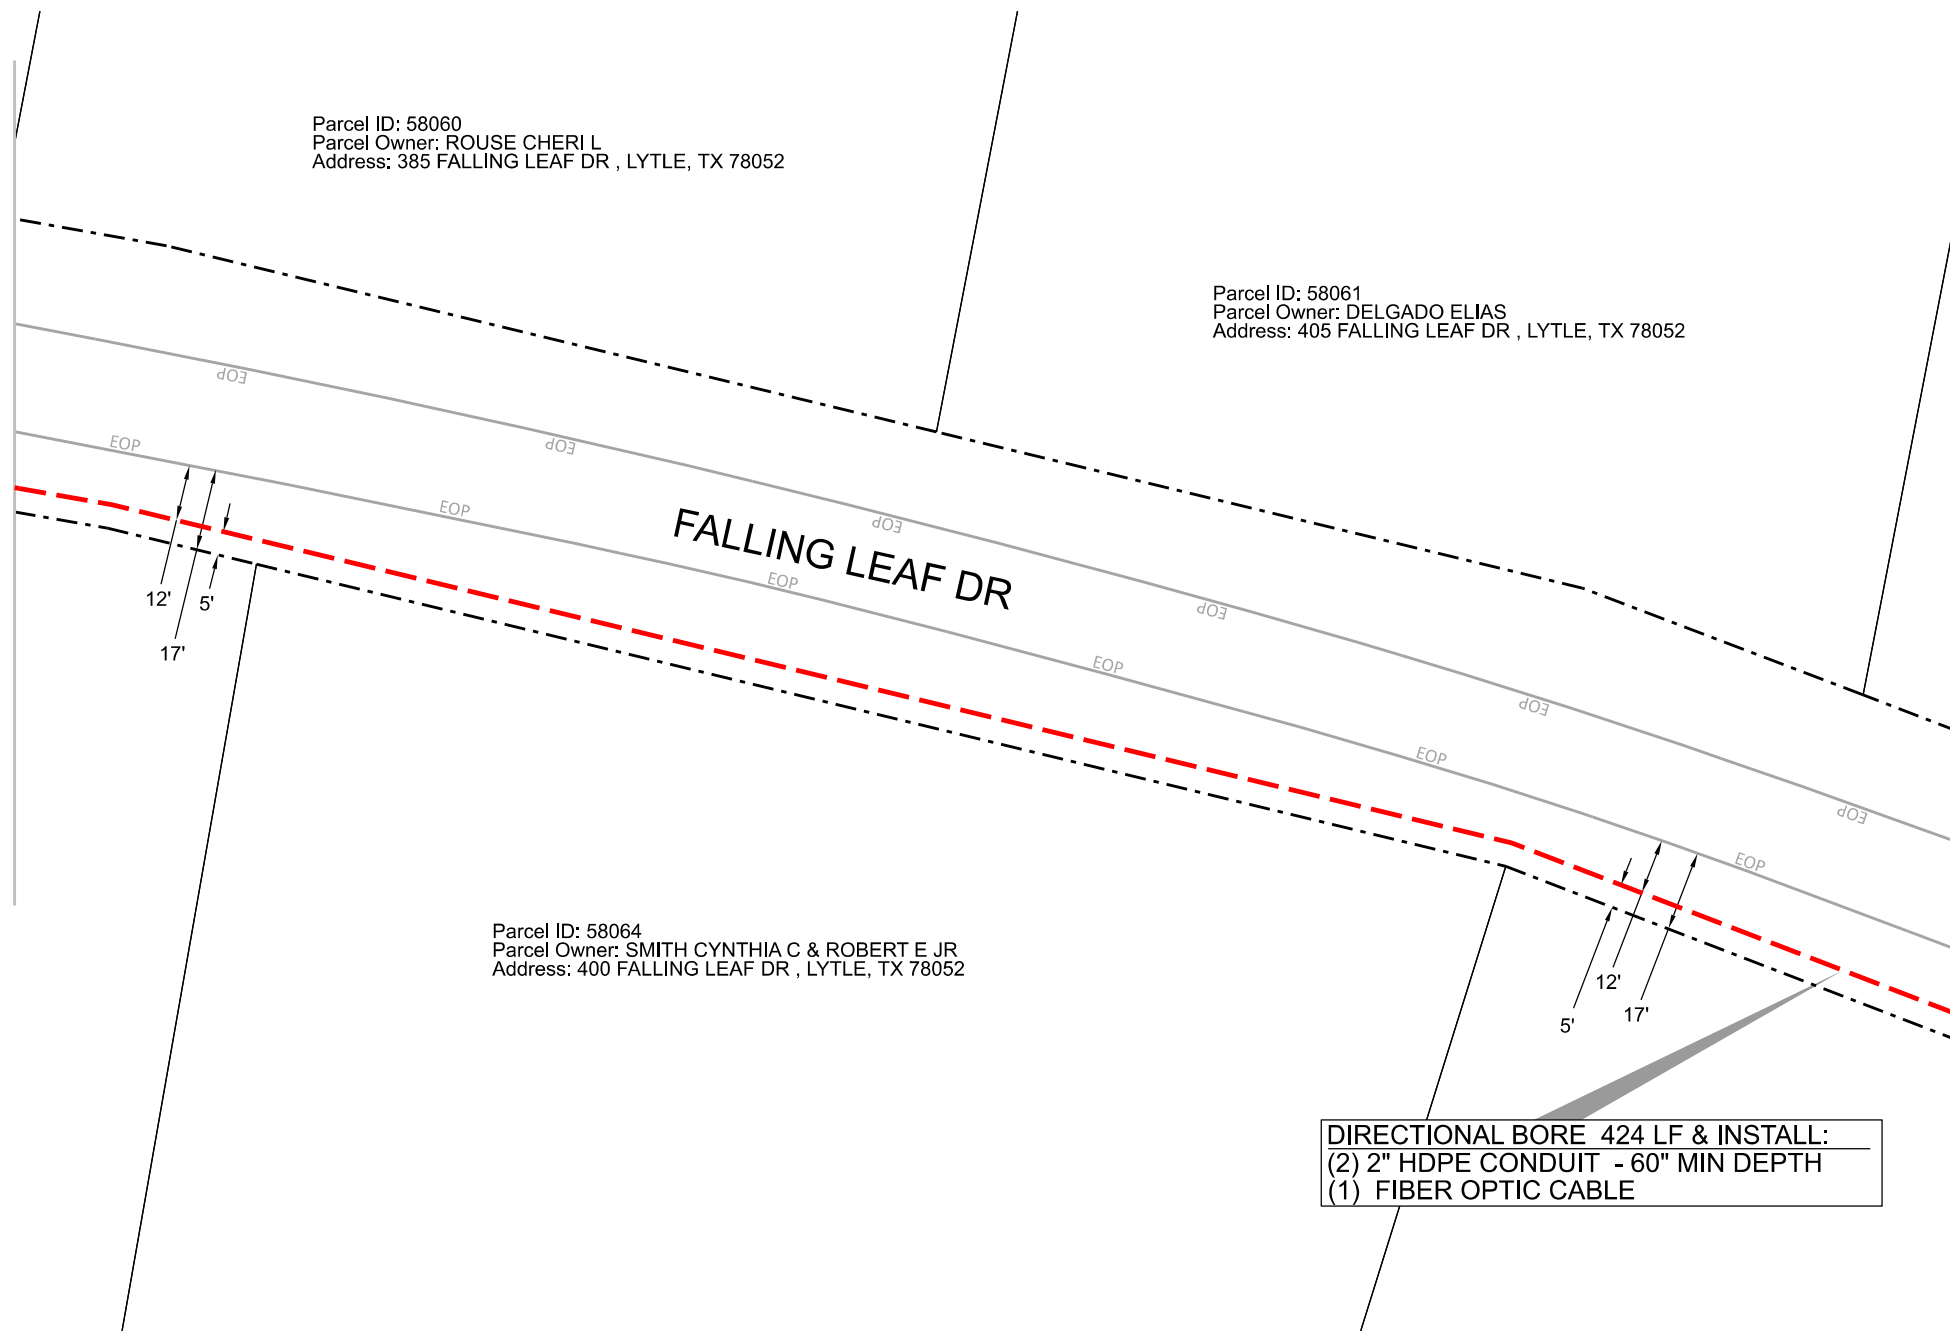 Parcel ID: 58060
Parcel Owner: ROUSE CHERI L
Address: 385 FALLING LEAF DR , LYTLE, TX 78052
Parcel ID: 58061
Parcel Owner: DELGADO ELIAS
Address: 405 FALLING LEAF DR , LYTLE, TX 78052
EOP
EOP
EOP
EOP
EOP
EOP
EOP
EOP
EOP
EOP
EOP
EOP
FALLING LEAF DR
12'
5'
17'
Parcel ID: 58064
Parcel Owner: SMITH CYNTHIA C & ROBERT E JR
Address: 400 FALLING LEAF DR , LYTLE, TX 78052
12'
17'
5'
DIRECTIONAL BORE 424 LF & INSTALL:
(2) 2" HDPE CONDUIT - 60" MIN DEPTH
(1) FIBER OPTIC CABLE